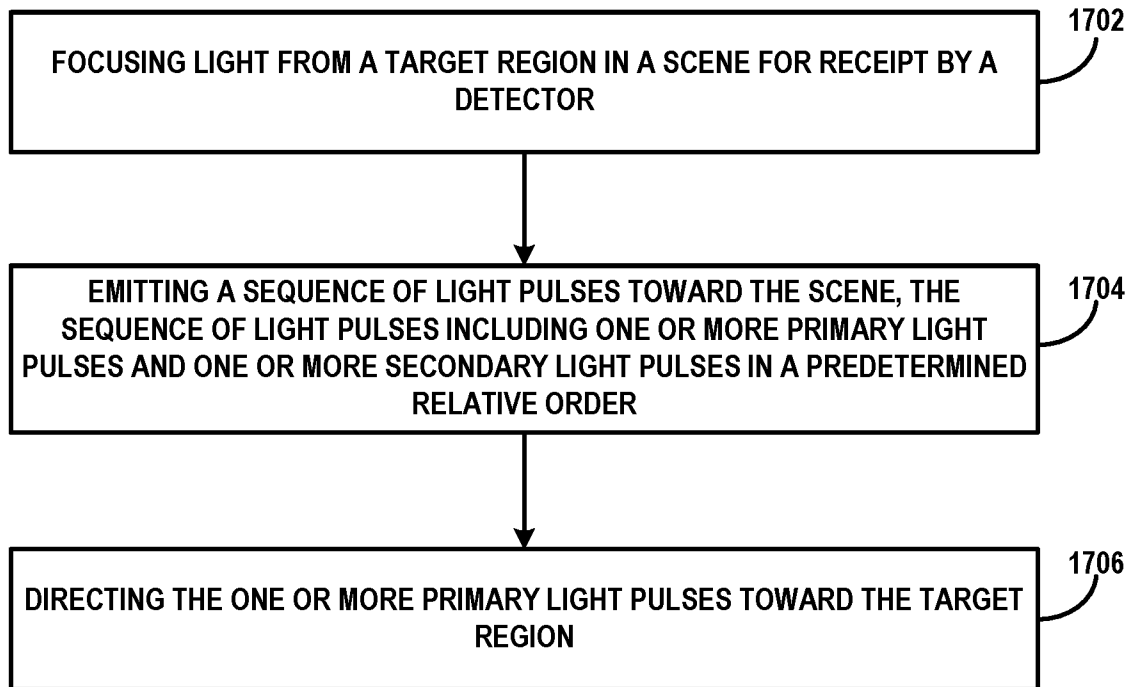 1702
FOCUSING LIGHT FROM A TARGET REGION IN A SCENE FOR RECEIPT BY A
DETECTOR
1704
EMITTING A SEQUENCE OF LIGHT PULSES TOWARD THE SCENE, THE
SEQUENCE OF LIGHT PULSES INCLUDING ONE OR MORE PRIMARY LIGHT
PULSES AND ONE OR MORE SECONDARY LIGHT PULSES IN A PREDETERMINED
RELATIVE ORDER
1706
DIRECTING THE ONE OR MORE PRIMARY LIGHT PULSES TOWARD THE TARGET
REGION